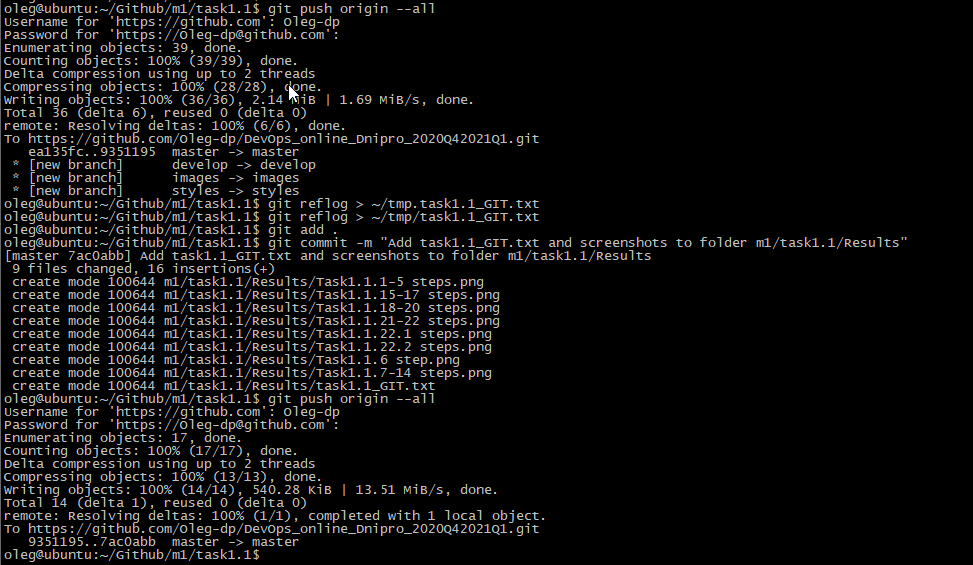 oleg@ubuntu:~/Github/m1/task1.1$ git push origin --all
Username for 'https://github.com': Oleg-dp
Password for 'https://Oleg-dp@github.com':
Enumerating objects: 39, done.
Counting objects: 100% (39/39), done.
Delta compression using up to 2 threads
Compressing objects: 100% (28/28), done.
Writing objects: 100% (36/36), 2.14 MiB | 1.69 MiB/s, done.
Total 36 (delta 6), reused 0 (delta 0)
remote: Resolving deltas: 100% (6/6), done.
To https://github.com/Oleg-dp/DevOps_online_Dnipro_2020Q42021Q1.git
   ea135fc..9351195  master -> master
 * [new branch]      develop -> develop
 * [new branch]      images -> images
 * [new branch]      styles -> styles
oleg@ubuntu:~/Github/m1/task1.1$ git reflog > ~/tmp.task1.1_GIT.txt
oleg@ubuntu:~/Github/m1/task1.1$ git reflog > ~/tmp/task1.1_GIT.txt
oleg@ubuntu:~/Github/m1/task1.1$ git add .
oleg@ubuntu:~/Github/m1/task1.1$ git commit -m "Add task1.1_GIT.txt and screenshots to folder m1/task1.1/Results"
[master 7ac0abb] Add task1.1_GIT.txt and screenshots to folder m1/task1.1/Results
 9 files changed, 16 insertions(+)
 create mode 100644 m1/task1.1/Results/Task1.1.1-5 steps.png
 create mode 100644 m1/task1.1/Results/Task1.1.15-17 steps.png
 create mode 100644 m1/task1.1/Results/Task1.1.18-20 steps.png
 create mode 100644 m1/task1.1/Results/Task1.1.21-22 steps.png
 create mode 100644 m1/task1.1/Results/Task1.1.22.1 steps.png
 create mode 100644 m1/task1.1/Results/Task1.1.22.2 steps.png
 create mode 100644 m1/task1.1/Results/Task1.1.6 step.png
 create mode 100644 m1/task1.1/Results/Task1.1.7-14 steps.png
 create mode 100644 m1/task1.1/Results/task1.1_GIT.txt
oleg@ubuntu:~/Github/m1/task1.1$ git push origin --all
Username for 'https://github.com': Oleg-dp
Password for 'https://Oleg-dp@github.com':
Enumerating objects: 17, done.
Counting objects: 100% (17/17), done.
Delta compression using up to 2 threads
Compressing objects: 100% (13/13), done.
Writing objects: 100% (14/14), 540.28 KiB | 13.51 MiB/s, done.
Total 14 (delta 1), reused 0 (delta 0)
remote: Resolving deltas: 100% (1/1), completed with 1 local object.
To https://github.com/Oleg-dp/DevOps_online_Dnipro_2020Q42021Q1.git
   9351195..7ac0abb  master -> master
oleg@ubuntu:~/Github/m1/task1.1$